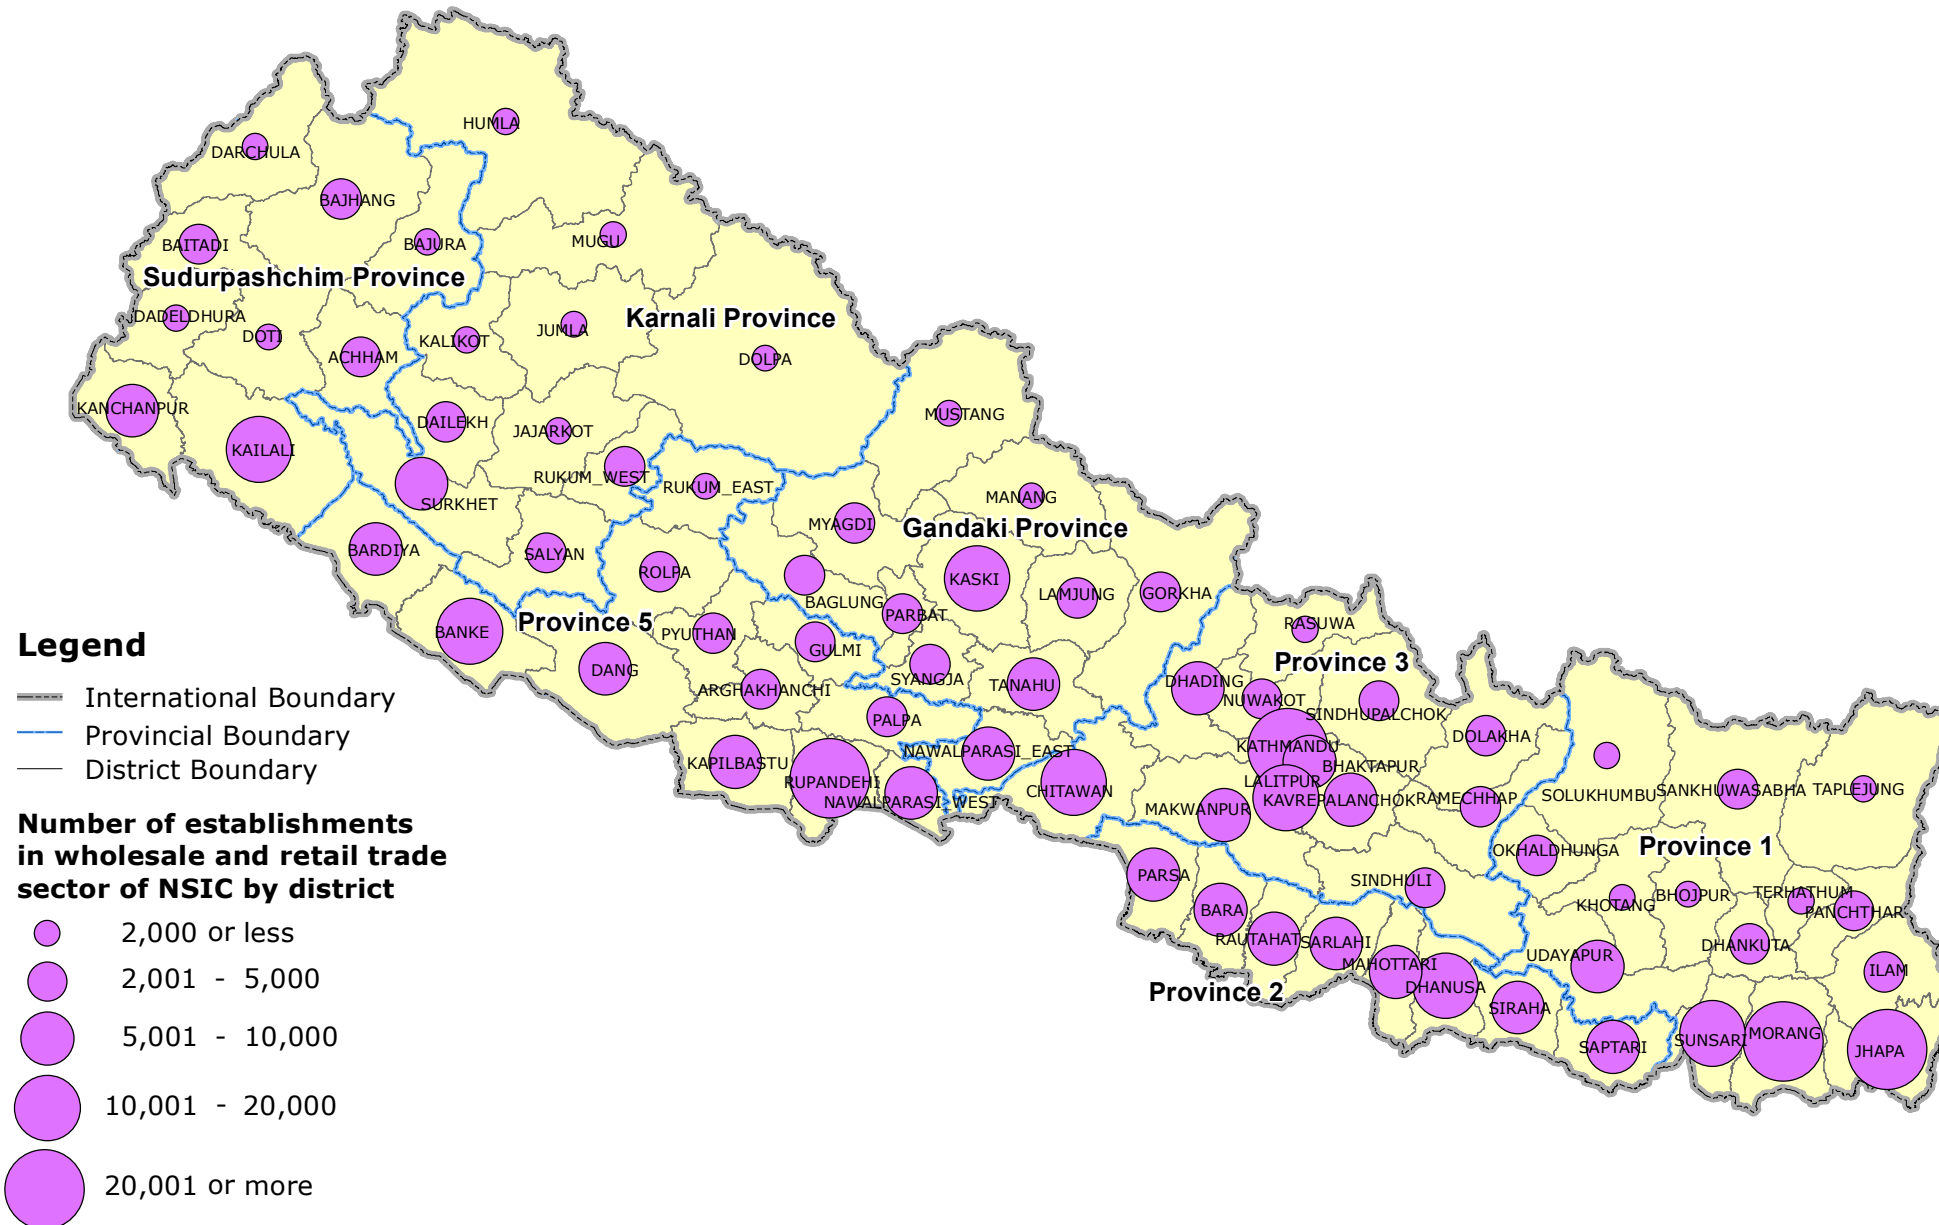 HUMLA
DARCHULA
BAJHANG
BAITADI
BAJURA
MUGU
Sudurpashchim Province
DADELDHURA
DOTI
ACHHAM
KALIKOT
JUMLA
Karnali Province
DOLPA
KANCHANPUR
KAILALI
DAILEKH
JAJARKOT
MUSTANG
RUKUM_WEST
RUKUM_EAST
SURKHET
MANANG
MYAGDI
Gandaki Province
BARDIYA
SALYAN
ROLPA
KASKI
LAMJUNG
GORKHA
BAGLUNG
PARBAT
BANKE
Province 5
PYUTHAN
GULMI
RASUWA
DANG
ARGHAKHANCHI
SYANGJA
TANAHU
DHADING
Province 3
NUWAKOT
SINDHUPALCHOK
PALPA
DOLAKHA
KAPILBASTU
NAWALPARASI_EAST
KATHMANDU
BHAKTAPUR
RUPANDEHI
NAWALPARASI_WEST
CHITAWAN
LALITPUR
KAVREPALANCHOK
RAMECHHAP
MAKWANPUR
SOLUKHUMBU
SANKHUWASABHA
TAPLEJUNG
OKHALDHUNGA
Province 1
PARSA
SINDHULI
KHOTANG
BHOJPUR
TERHATHUM
PANCHTHAR
BARA
RAUTAHAT
SARLAHI
DHANKUTA
MAHOTTARI
UDAYAPUR
ILAM
Province 2
DHANUSA
SIRAHA
SAPTARI
SUNSARI
MORANG
JHAPA
Legend
International Boundary
Provincial Boundary
District Boundary
Number of establishments
in wholesale and retail trade
sector of NSIC by district
2,000 or less
2,001 - 5,000
5,001 - 10,000
10,001 - 20,000
20,001 or more